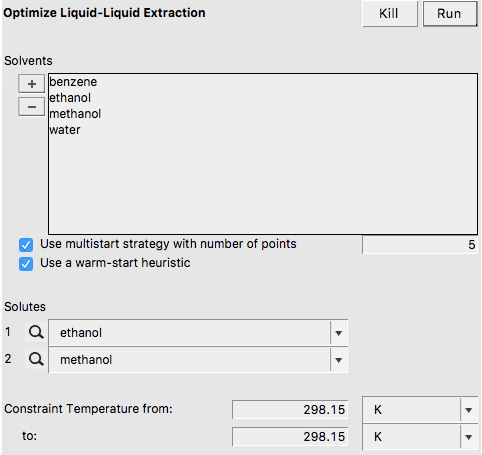 Optimize Liquid-Liquid Extraction
Kill
Run
Solvents
+
−
benzene
ethanol
methanol
water
Use multistart strategy with number of points
5
Use a warm-start heuristic
Solutes
1 ethanol
2 methanol
Constraint Temperature from: 298.15 K
to: 298.15 K